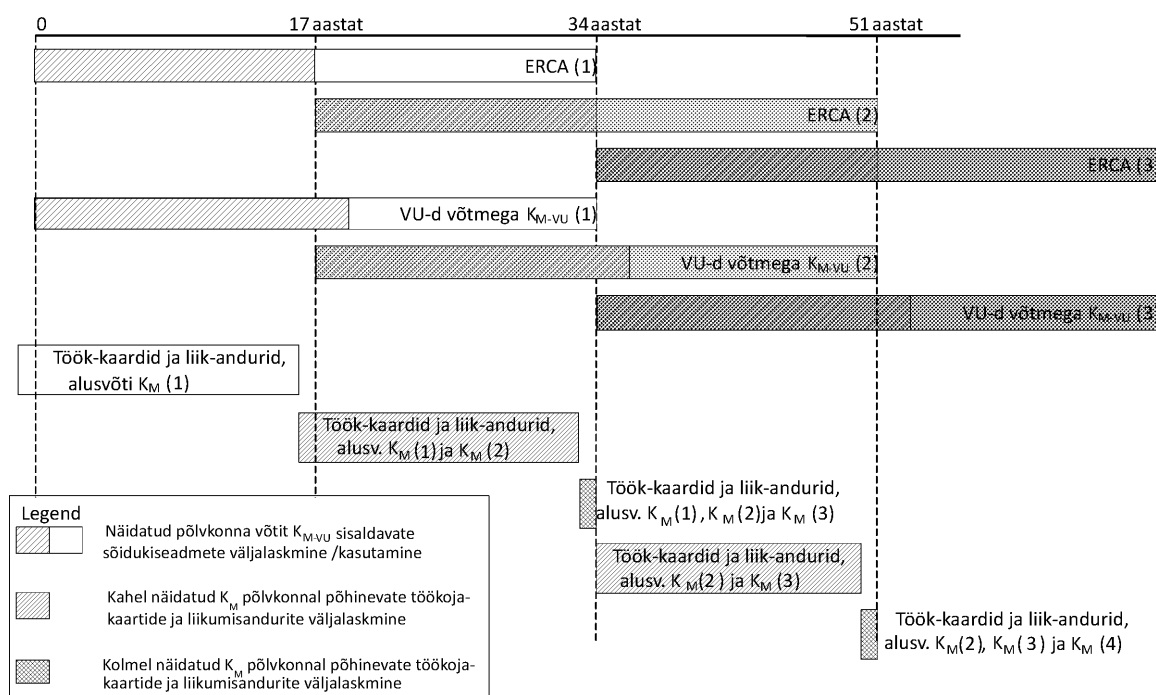 0 17 aastat 34 aastat 51 aastat
ERCA (1)
ERCA (2)
ERCA (3
VU-d võtmega KM-VU (1)
VU-d võtmega KM-VU (2)
VU-d võtmega KM-VU (3
Töök-kaardid ja liik-andurid,
alusvõti KM (1)
Töök-kaardid ja liik-andurid,
alusv. KM (1) ja KM (2)
Töök-kaardid ja liik-andurid,
alusv. KM (1), KM (2) ja KM (3)
Töök-kaardid ja liik-andurid,
alusv. KM (2) ja KM (3)
Töök-kaardid ja liik-andurid,
alusv. KM (2), KM (3) ja KM (4)
Legend
Näidatud põlvkonna võtit KM-VU sisaldavate
sõidukiseadmete väljalaskmine /kasutamine
Kahel näidatud KM põlvkonnal põhinevate töökoja-
kaartide ja liikumisandurite väljalaskmine
Kolmel näidatud KM põlvkonnal põhinevate töökoja-
kaartide ja liikumisandurite väljalaskmine